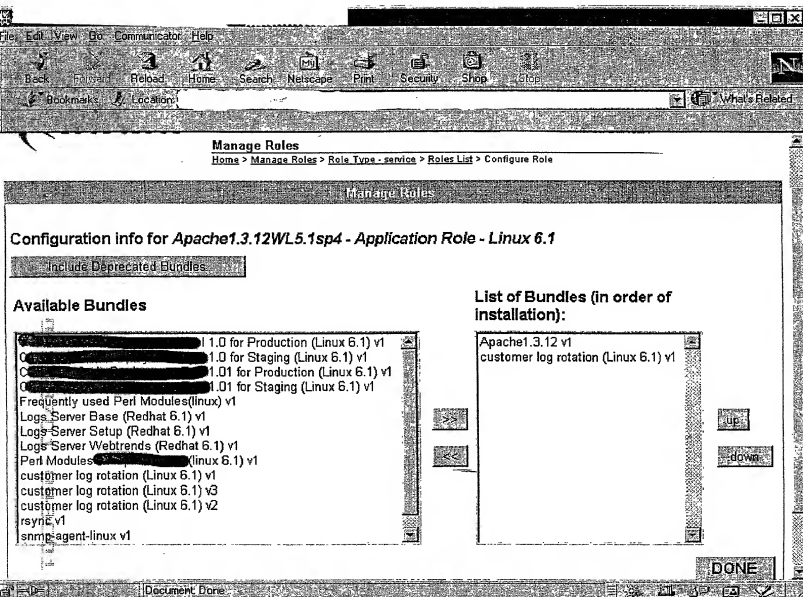 File Edit View Go Communicator Help
Back Forward Reload Home Search Netscape Print Security Shop Stop
Bookmarks Location:
What's Related
Manage Roles
Home > Manage Roles > Role Type - service > Roles List > Configure Role
Manage Roles
Configuration info for Apache1.3.12WL5.1sp4 - Application Role - Linux 6.1
Include Deprecated Bundles
Available Bundles
1.0 for Production (Linux 6.1) v1
1.0 for Staging (Linux 6.1) v1
1.01 for Production (Linux 6.1) v1
1.01 for Staging (Linux 6.1) v1
Frequently used Perl Modules(linux) v1
Logs Server Base (Redhat 6.1) v1
Logs Server Setup (Redhat 6.1) v1
Logs Server Webtrends (Redhat 6.1) v1
Perl Modules (linux 6.1) v1
customer log rotation (Linux 6.1) v1
customer log rotation (Linux 6.1) v3
customer log rotation (Linux 6.1) v2
rsync v1
snmp-agent-linux v1
>>
<<
List of Bundles (in order of
installation):
Apache1.3.12 v1
customer log rotation (Linux 6.1) v1
up
down
DONE
Document: Done